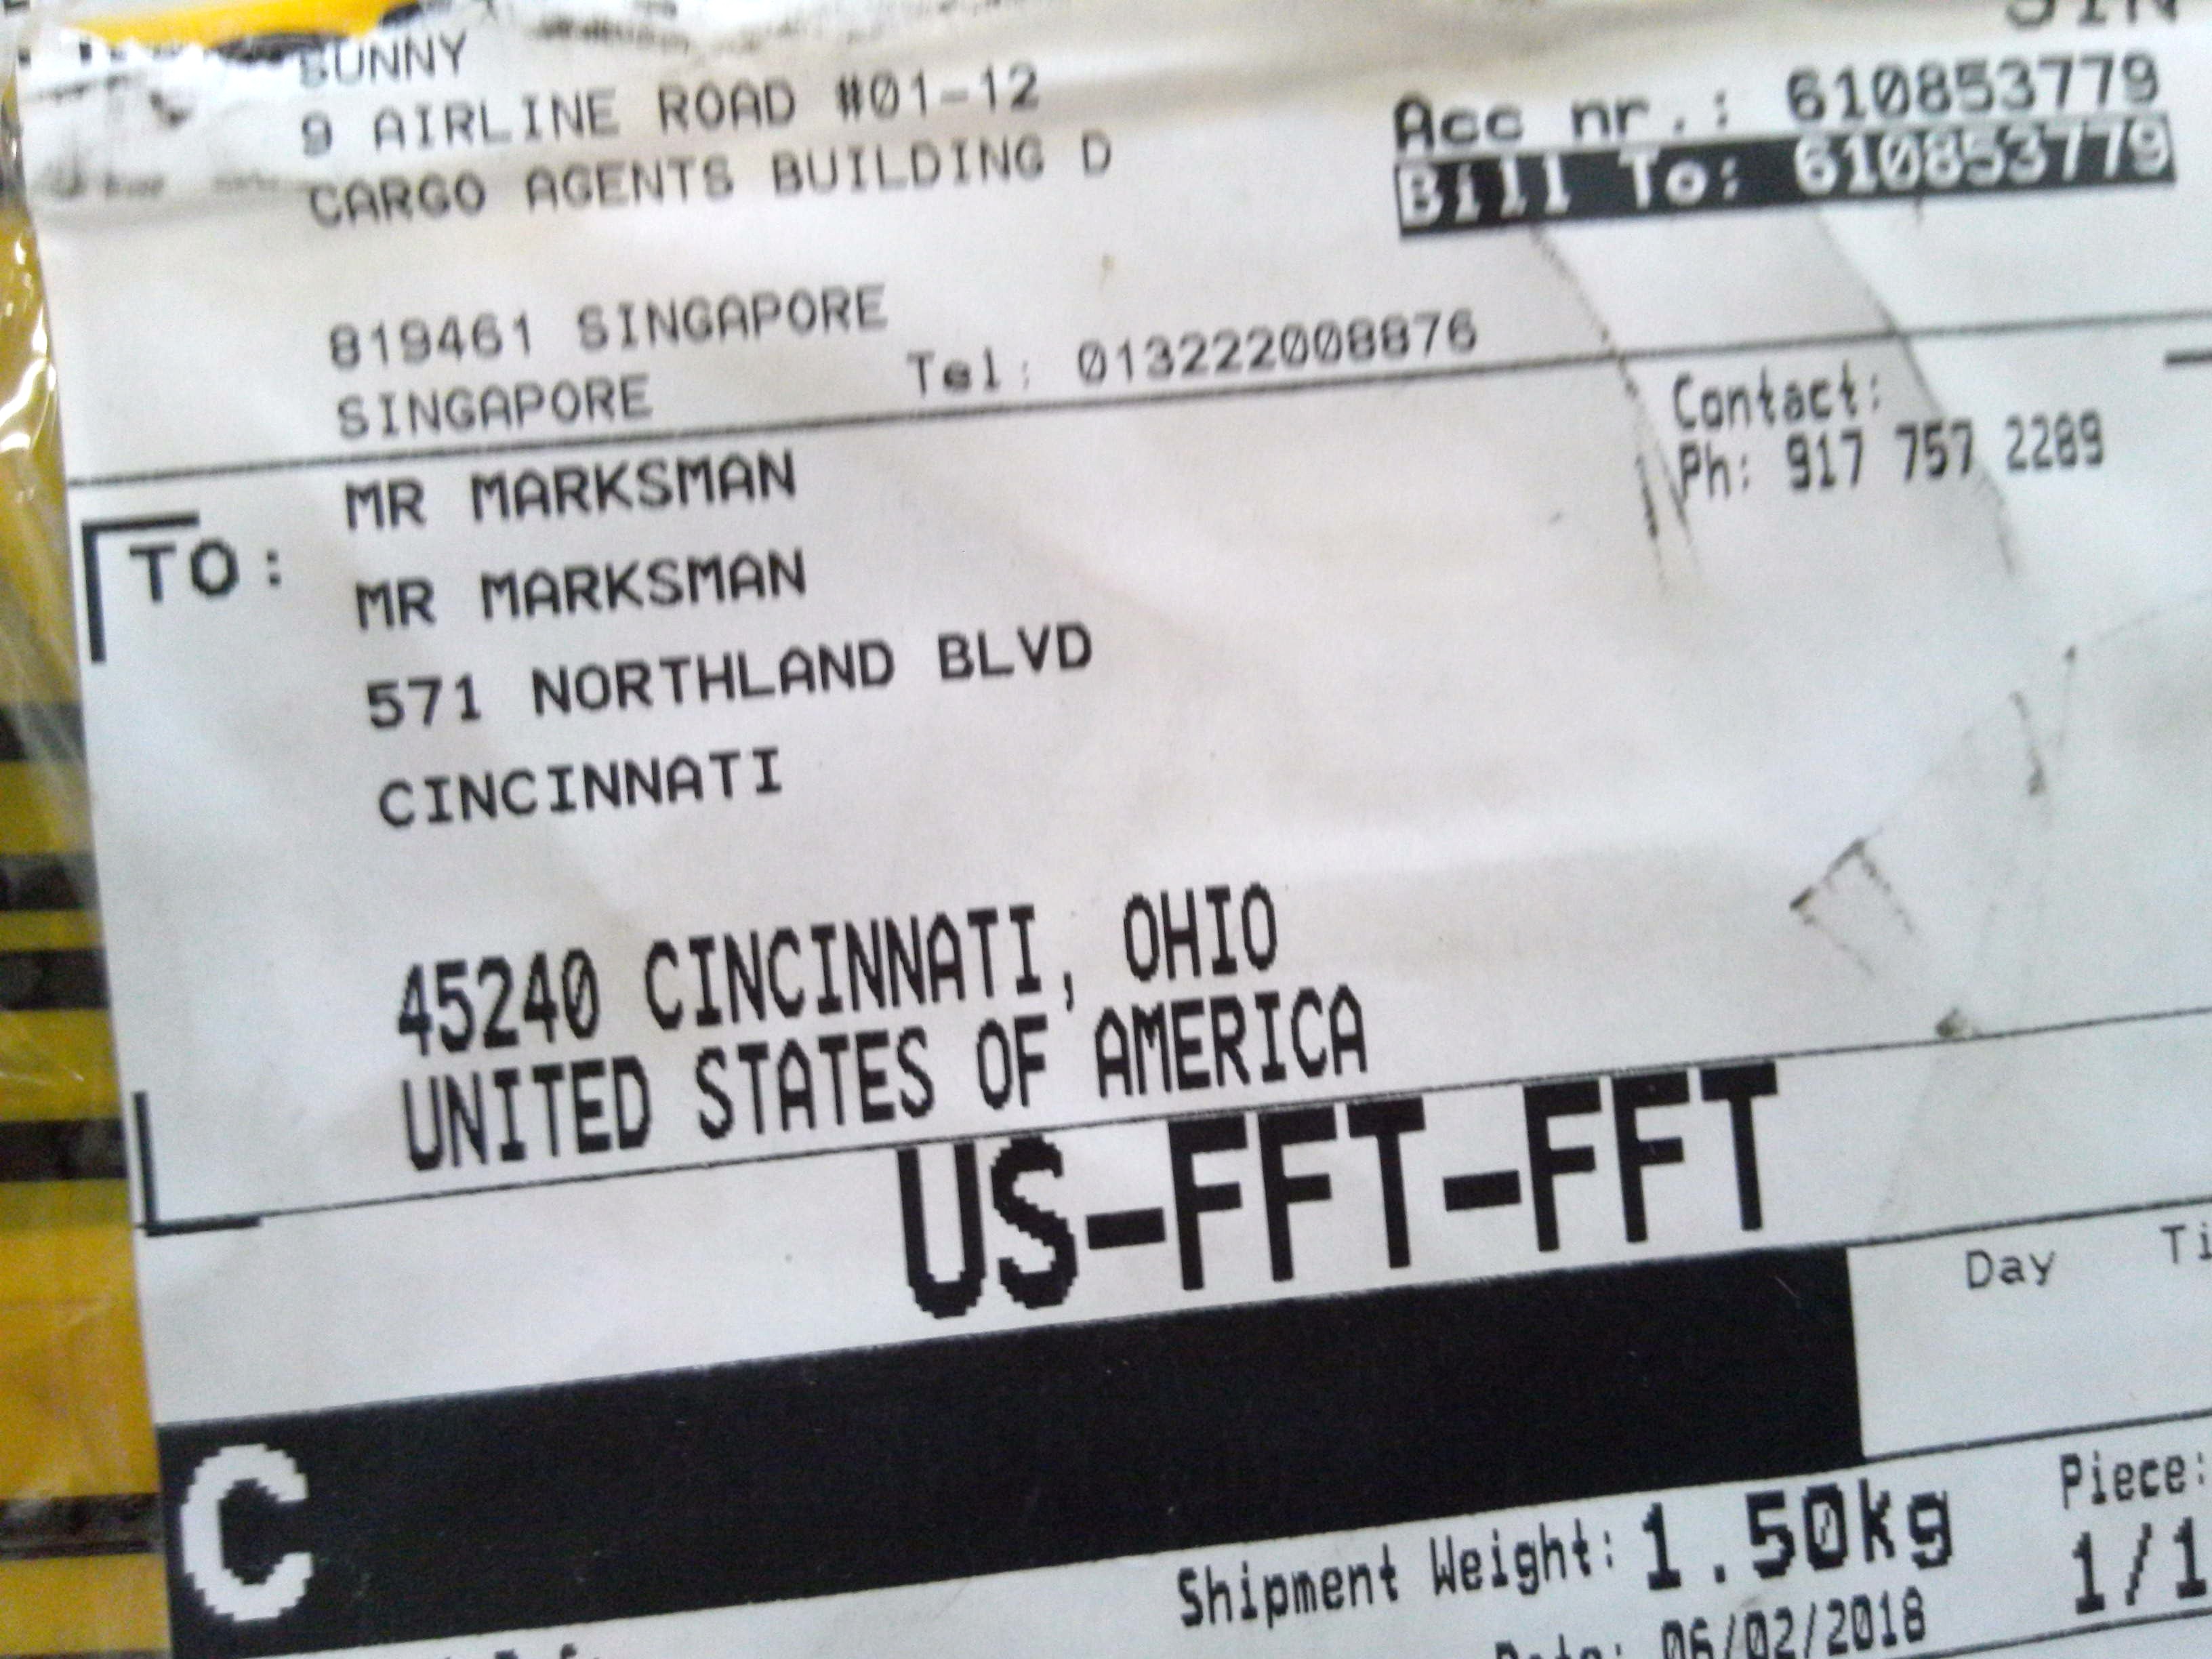 SUNNY
9 AIRLINE ROAD #01-12
CARGO AGENTS BUILDING D
Acc nr.: 610853779
Bill To: 610853779
819461 SINGAPORE
SINGAPORE Tel: 013222008876
Contact:
Ph: 917 757 2289
TO:
MR MARKSMAN
MR MARKSMAN
571 NORTHLAND BLVD
CINCINNATI
45240 CINCINNATI, OHIO
UNITED STATES OF AMERICA
US-FFT-FFT
Day
C
Shipment Weight: 1.50kg
Piece:
1/1
Date: 06/02/2018